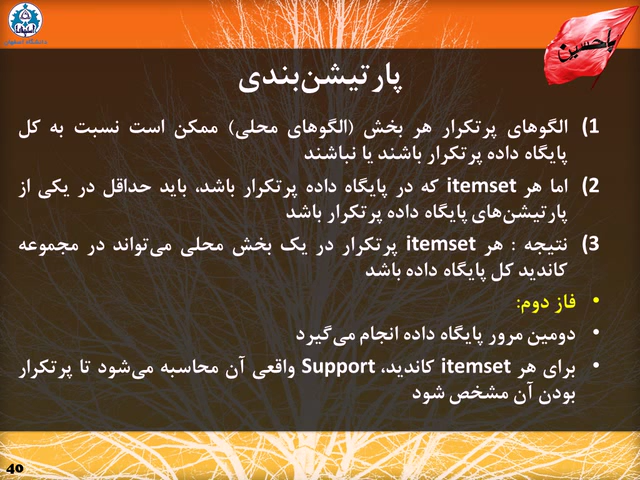 دانشگاه اصفهان
یاحسین
پارتیشن‌بندی
1) الگوهای پرتکرار هر بخش (الگوهای محلی) ممکن است نسبت به کل
پایگاه داده پرتکرار باشند یا نباشند
2) اما هر itemset که در پایگاه داده پرتکرار باشد، باید حداقل در یکی از
پارتیشن‌های پایگاه داده پرتکرار باشد
3) نتیجه : هر itemset پرتکرار در یک بخش محلی می‌تواند در مجموعه
کاندید کل پایگاه داده باشد
• فاز دوم:
• دومین مرور پایگاه داده انجام می‌گیرد
• برای هر itemset کاندید، Support واقعی آن محاسبه می‌شود تا پرتکرار
بودن آن مشخص شود
40